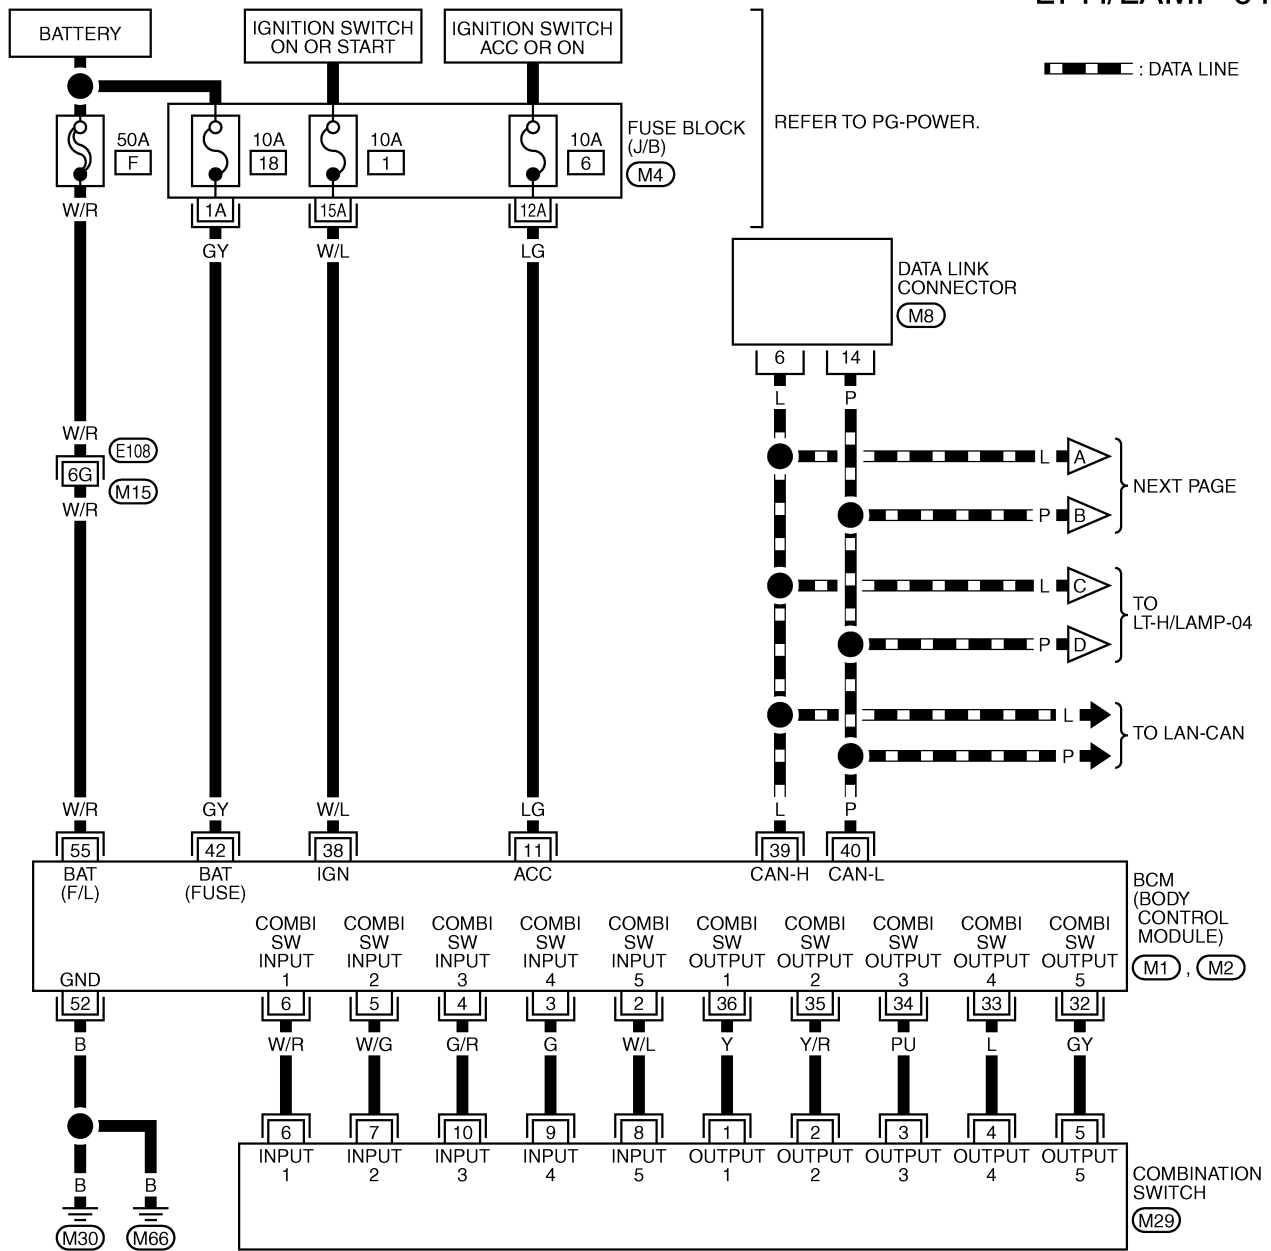 BATTERY
IGNITION SWITCH
ON OR START
IGNITION SWITCH
ACC OR ON
: DATA LINE
REFER TO PG-POWER.
50A
F
10A
18
10A
1
10A
6
FUSE BLOCK
(J/B)
M4
W/R
1A
15A
12A
GY
W/L
LG
DATA LINK
CONNECTOR
M8
6
14
L
P
W/R
E108
6G
M15
W/R
L
A
P
B
NEXT PAGE
L
C
P
D
TO
LT-H/LAMP-04
L
P
TO LAN-CAN
W/R
GY
W/L
LG
L
P
55
42
38
11
39
40
BAT
(F/L)
BAT
(FUSE)
IGN
ACC
CAN-H
CAN-L
BCM
(BODY
CONTROL
MODULE)
M1 , M2
COMBI
SW
INPUT
1
COMBI
SW
INPUT
2
COMBI
SW
INPUT
3
COMBI
SW
INPUT
4
COMBI
SW
INPUT
5
COMBI
SW
OUTPUT
1
COMBI
SW
OUTPUT
2
COMBI
SW
OUTPUT
3
COMBI
SW
OUTPUT
4
COMBI
SW
OUTPUT
5
GND
52
6
5
4
3
2
36
35
34
33
32
B
W/R
W/G
G/R
G
W/L
Y
Y/R
PU
L
GY
6
7
10
9
8
1
2
3
4
5
INPUT
1
INPUT
2
INPUT
3
INPUT
4
INPUT
5
OUTPUT
1
OUTPUT
2
OUTPUT
3
OUTPUT
4
OUTPUT
5
COMBINATION
SWITCH
M29
B
B
M30
M66